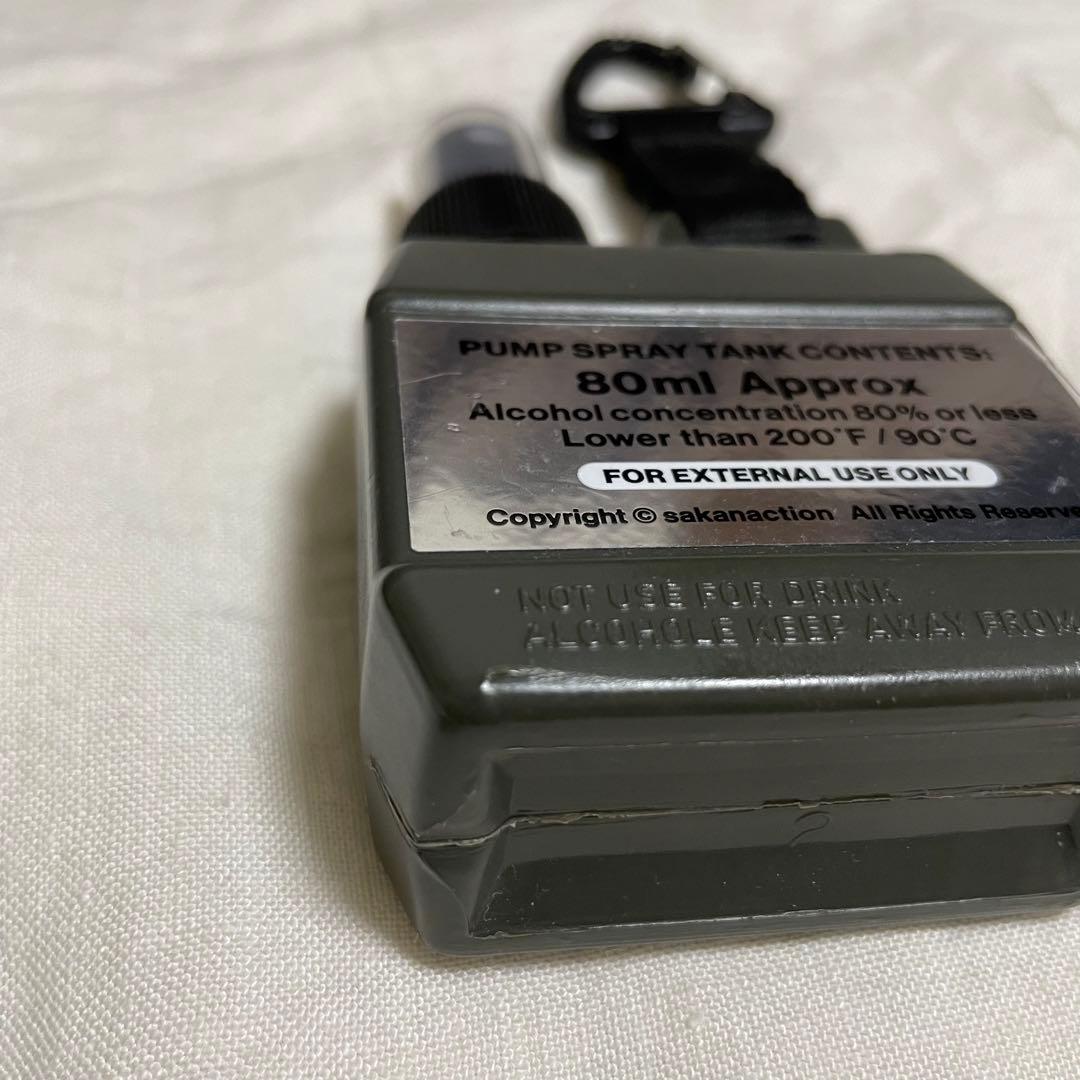 PUMP SPRAY TANK CONTENTS:
80ml Approx
Alcohol concentration 80% or less
Lower than 200°F / 90°C
FOR EXTERNAL USE ONLY
Copyright © sakanaction All Rights Reserve
NOT USE FOR DRINK
ALCOHOLE KEEP AWAY FROM
2